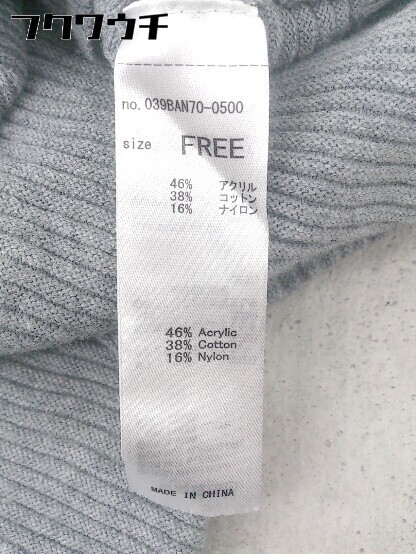 フクワウチ
no. 039BAN70-0500
size FREE
46% アクリル
38% コットン
16% ナイロン
46% Acrylic
38% Cotton
16% Nylon
MADE IN CHINA